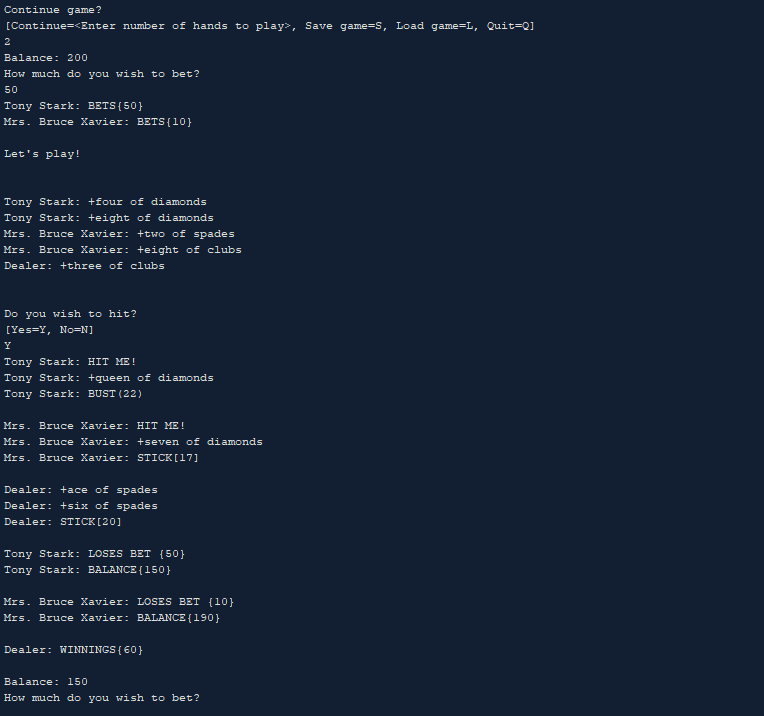 Continue game?
[Continue=<Enter number of hands to play>, Save game=S, Load game=L, Quit=Q]
2
Balance: 200
How much do you wish to bet?
50
Tony Stark: BETS{50}
Mrs. Bruce Xavier: BETS{10}
Let's play!
Tony Stark: +four of diamonds
Tony Stark: +eight of diamonds
Mrs. Bruce Xavier: +two of spades
Mrs. Bruce Xavier: +eight of clubs
Dealer: +three of clubs
Do you wish to hit?
[Yes=Y, No=N]
Y
Tony Stark: HIT ME!
Tony Stark: +queen of diamonds
Tony Stark: BUST(22)
Mrs. Bruce Xavier: HIT ME!
Mrs. Bruce Xavier: +seven of diamonds
Mrs. Bruce Xavier: STICK[17]
Dealer: +ace of spades
Dealer: +six of spades
Dealer: STICK[20]
Tony Stark: LOSES BET {50}
Tony Stark: BALANCE{150}
Mrs. Bruce Xavier: LOSES BET {10}
Mrs. Bruce Xavier: BALANCE{190}
Dealer: WINNINGS{60}
Balance: 150
How much do you wish to bet?